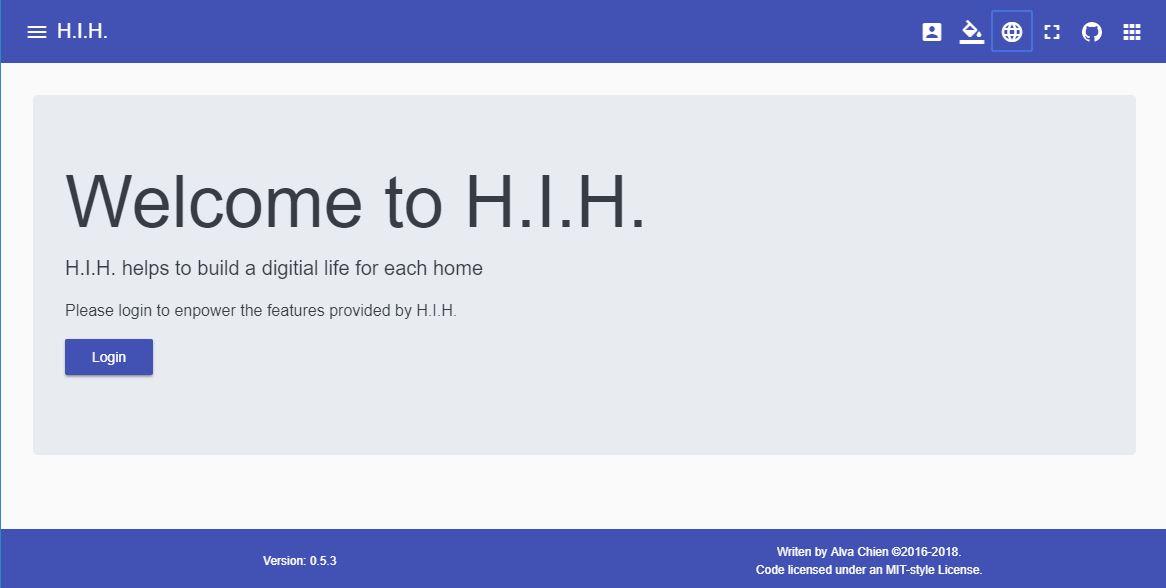 H.I.H.
Welcome to H.I.H.
H.I.H. helps to build a digitial life for each home
Please login to enpower the features provided by H.I.H.
Login
Version: 0.5.3
Writen by Alva Chien ©2016-2018.
Code licensed under an MIT-style License.